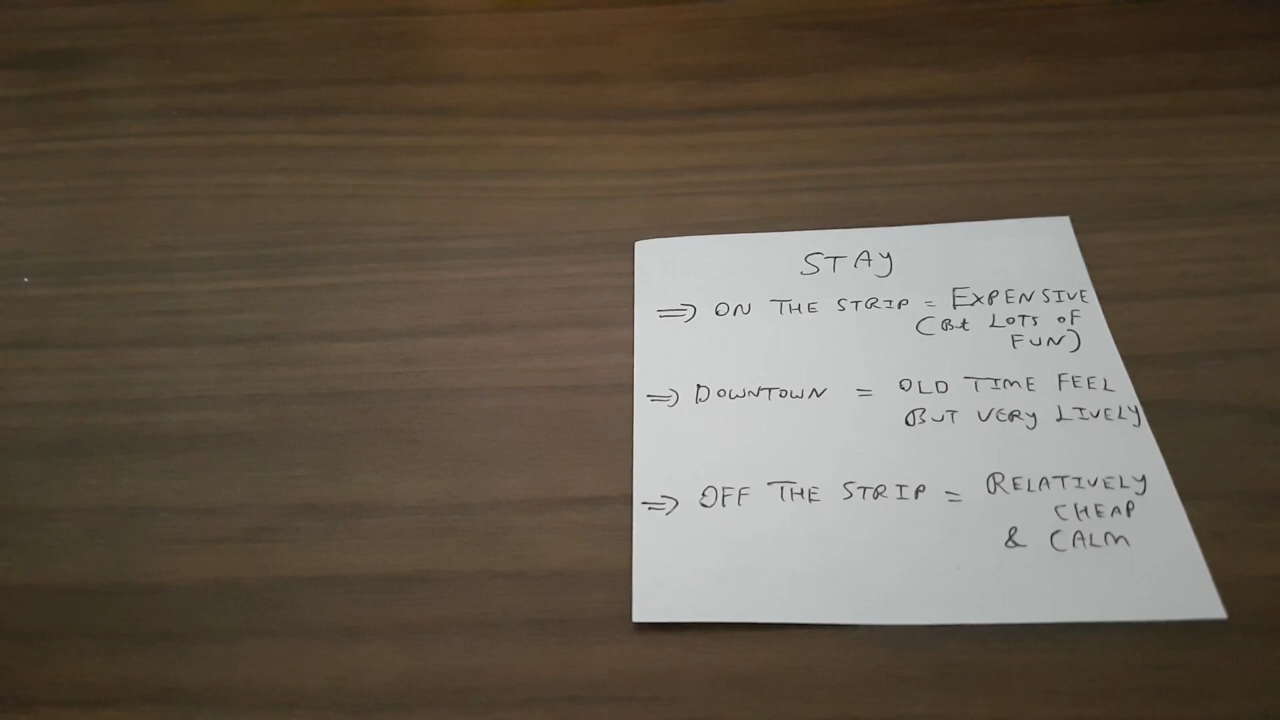 STAY
⇒ ON THE STRIP = EXPENSIVE
(But LOTS OF
FUN)
⇒ DOWNTOWN = OLD TIME FEEL
BUT VERY LIVELY
⇒ OFF THE STRIP = RELATIVELY
CHEAP
& CALM